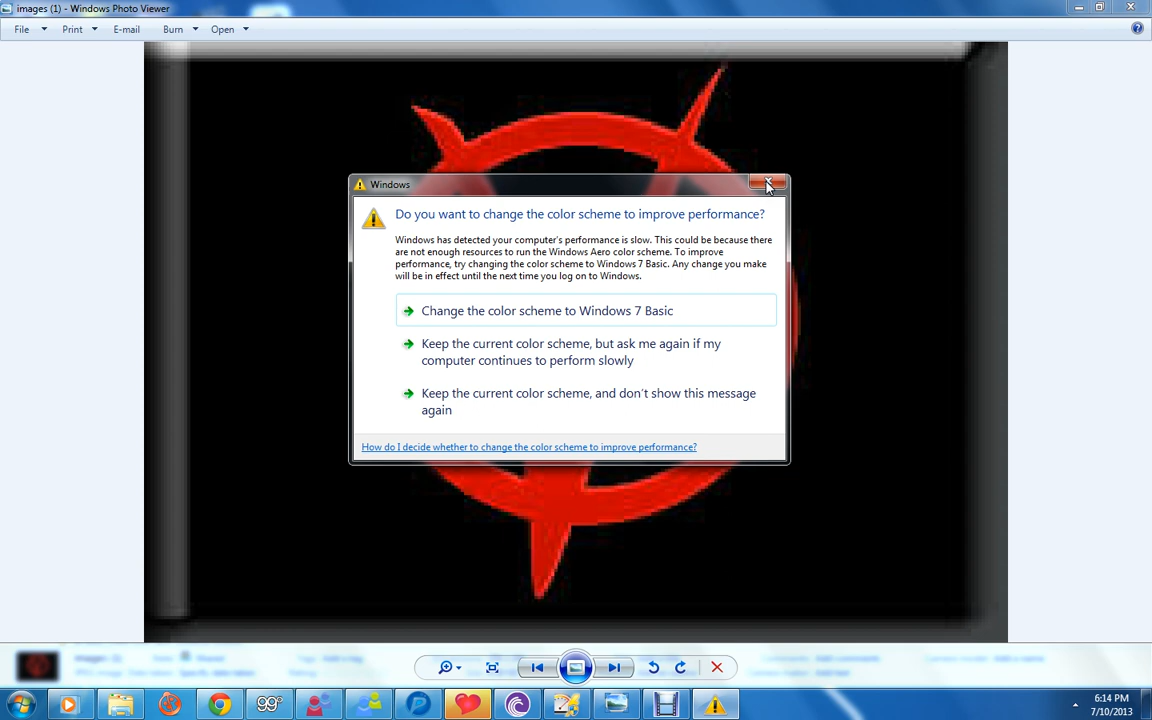 images (1) - Windows Photo Viewer
File Print E-mail Burn Open
Windows
Do you want to change the color scheme to improve performance?
Windows has detected your computer's performance is slow. This could be because there
are not enough resources to run the Windows Aero color scheme. To improve
performance, try changing the color scheme to Windows 7 Basic. Any change you make
will be in effect until the next time you log on to Windows.
Change the color scheme to Windows 7 Basic
Keep the current color scheme, but ask me again if my
computer continues to perform slowly
Keep the current color scheme, and don't show this message
again
How do I decide whether to change the color scheme to improve performance?
99°
6:14 PM
7/10/2013